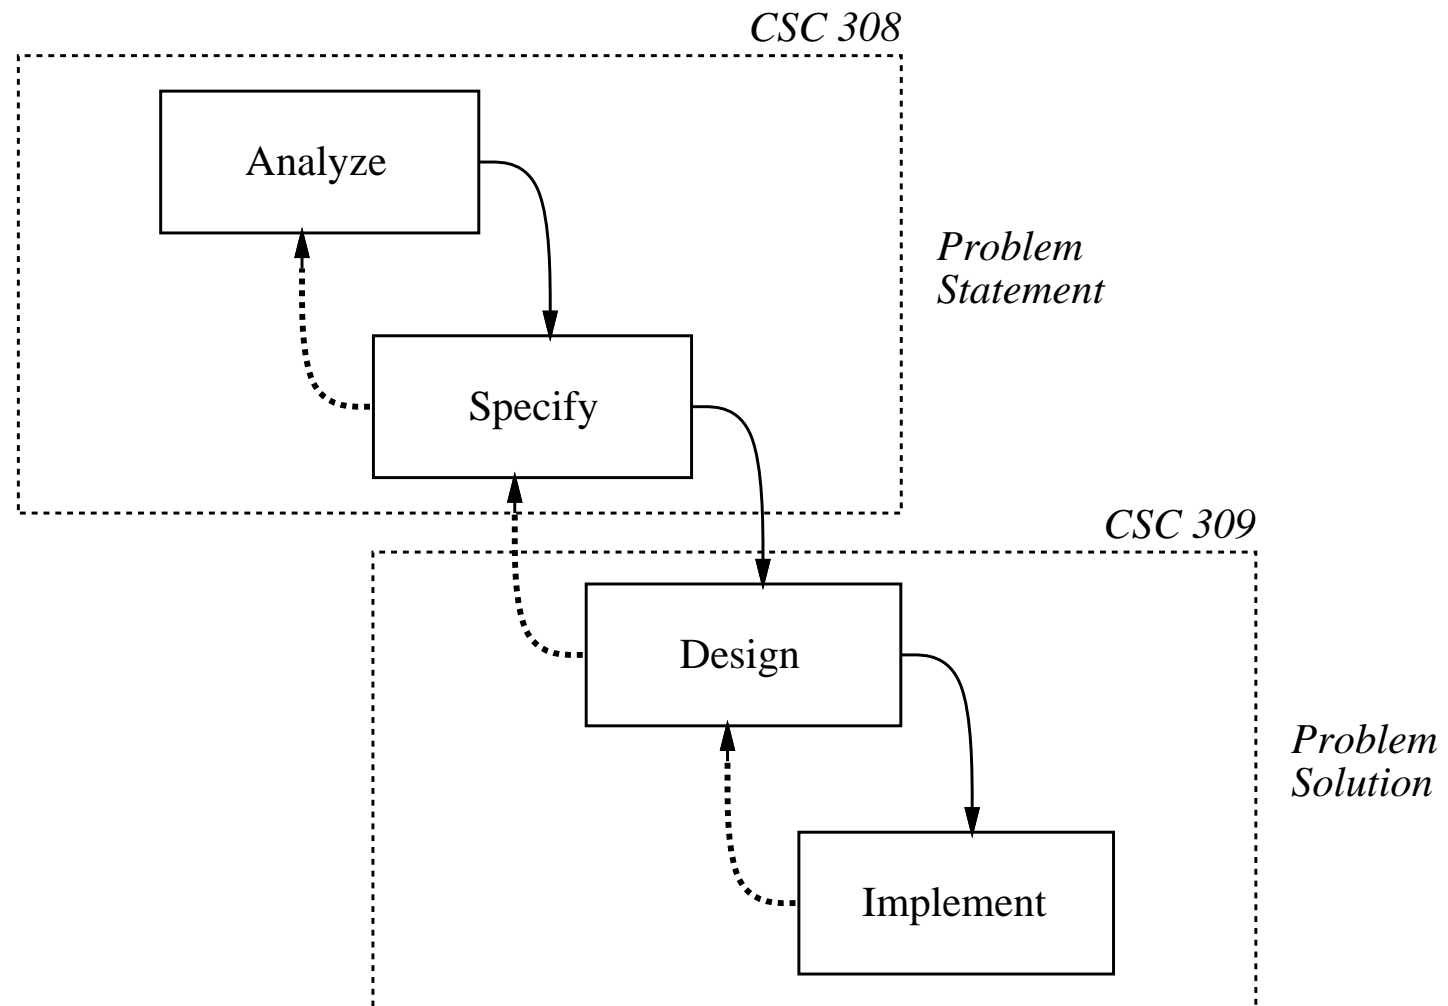 CSC 308
Analyze
Problem
Statement
Specify
CSC 309
Design
Problem
Solution
Implement